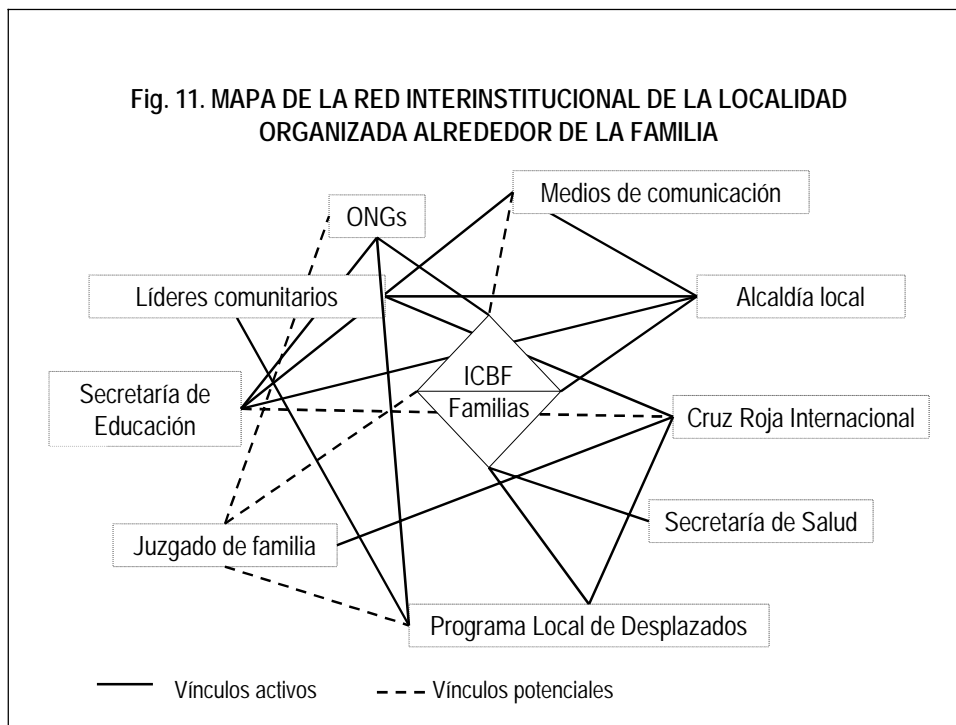 Fig. 11. MAPA DE LA RED INTERINSTITUCIONAL DE LA LOCALIDAD
ORGANIZADA ALREDEDOR DE LA FAMILIA
Medios de comunicación
ONGs
Líderes comunitarios
Alcaldía local
ICBF
Familias
Secretaría de
Educación
Cruz Roja Internacional
Secretaría de Salud
Juzgado de familia
Programa Local de Desplazados
Vínculos activos
Vínculos potenciales